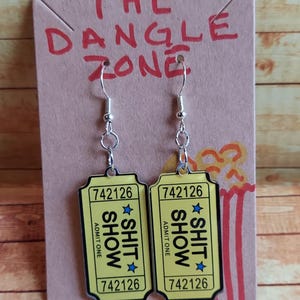 THE
DANGLE
ZONE
742126
SHIT
SHOW
ADMIT ONE
742126
742126
SHIT
SHOW
ADMIT ONE
742126